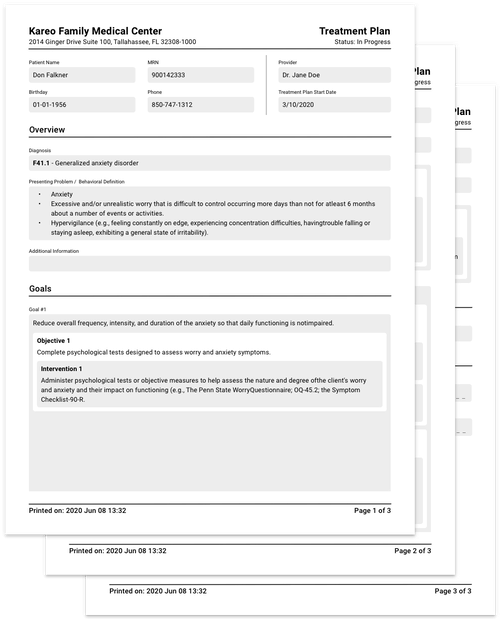 Kareo Family Medical Center
Treatment Plan
2014 Ginger Drive Suite 100, Tallahassee, FL 32308-1000
Status: In Progress
Patient Name
MRN
Provider
Don Falkner
900142333
Dr. Jane Doe
Birthday
Phone
Treatment Plan Start Date
01-01-1956
850-747-1312
3/10/2020
Overview
Diagnosis
F41.1 - Generalized anxiety disorder
Presenting Problem / Behavioral Definition
• Anxiety
• Excessive and/or unrealistic worry that is difficult to control occurring more days than not for atleast 6 months
about a number of events or activities.
• Hypervigilance (e.g., feeling constantly on edge, experiencing concentration difficulties, havingtrouble falling or
staying asleep, exhibiting a general state of irritability).
Additional Information
Goals
Goal #1
Reduce overall frequency, intensity, and duration of the anxiety so that daily functioning is notimpaired.
Objective 1
Complete psychological tests designed to assess worry and anxiety symptoms.
Intervention 1
Administer psychological tests or objective measures to help assess the nature and degree ofthe client's worry
and anxiety and their impact on functioning (e.g., The Penn State WorryQuestionnaire; OQ-45.2; the Symptom
Checklist-90-R.
Printed on: 2020 Jun 08 13:32
Page 1 of 3
lan
gress
Printed on: 2020 Jun 08 13:32
Page 2 of 3
lan
gress
n
Printed on: 2020 Jun 08 13:32
Page 3 of 3